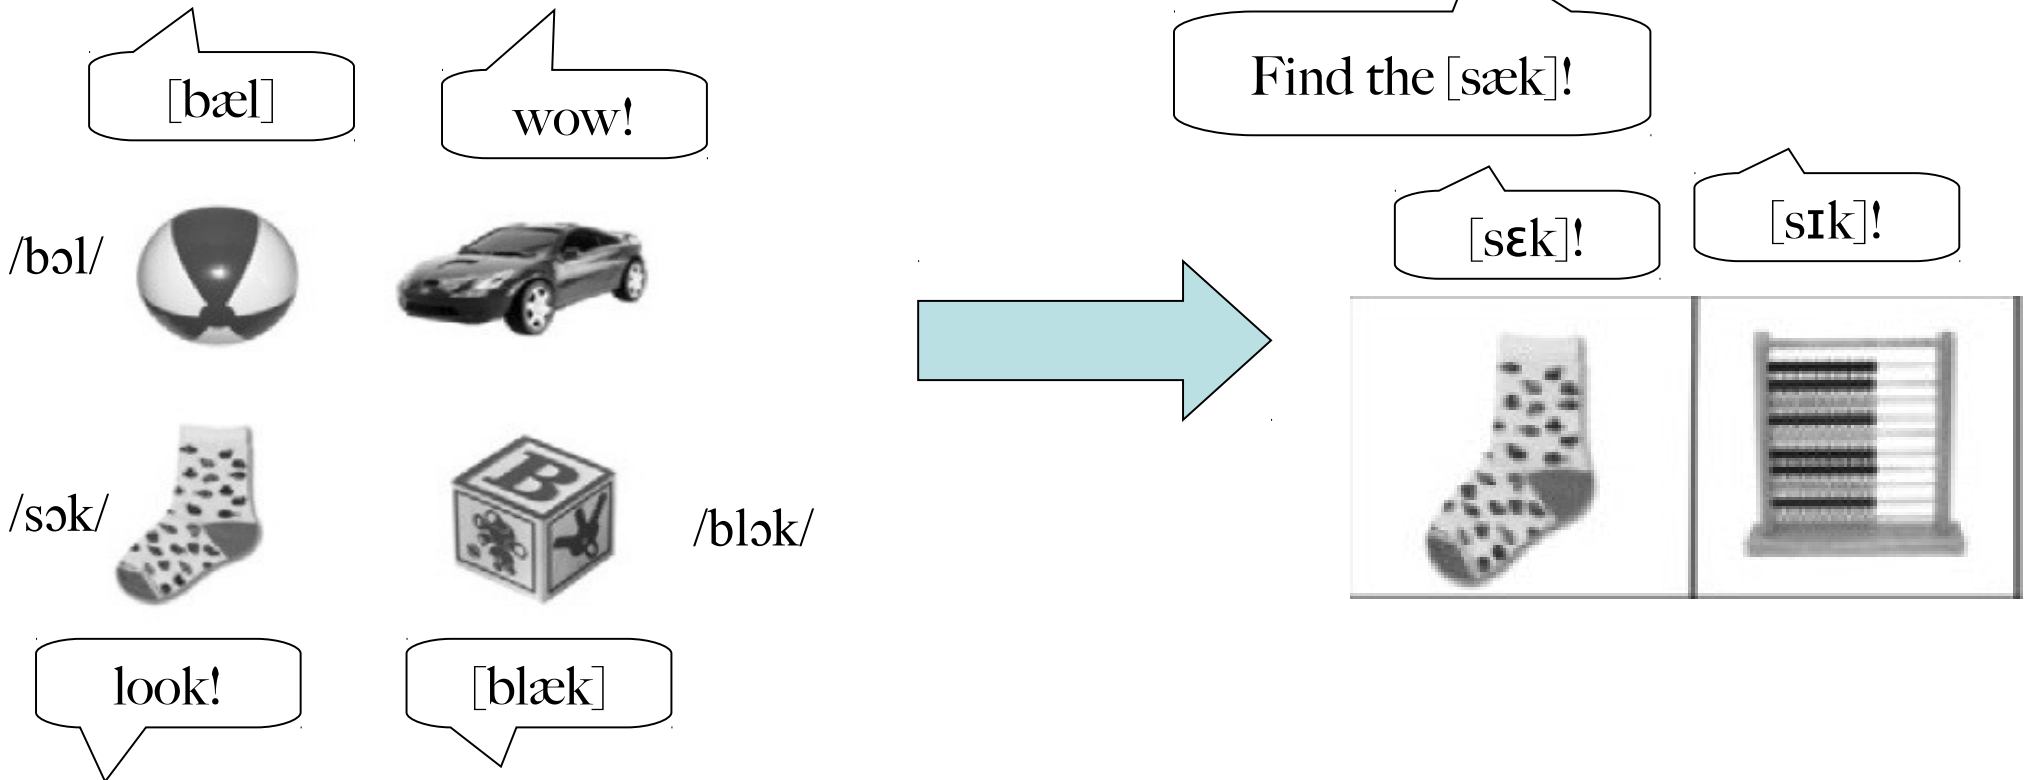 [bæl]
wow!
/bɔl/
/sɔk/
B
/blɔk/
look!
[blæk]
Find the [sæk]!
[sɛk]!
[sɪk]!